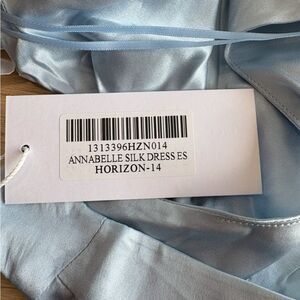 1313396HZN014
ANNABELLE SILK DRESS ES
HORIZON-14